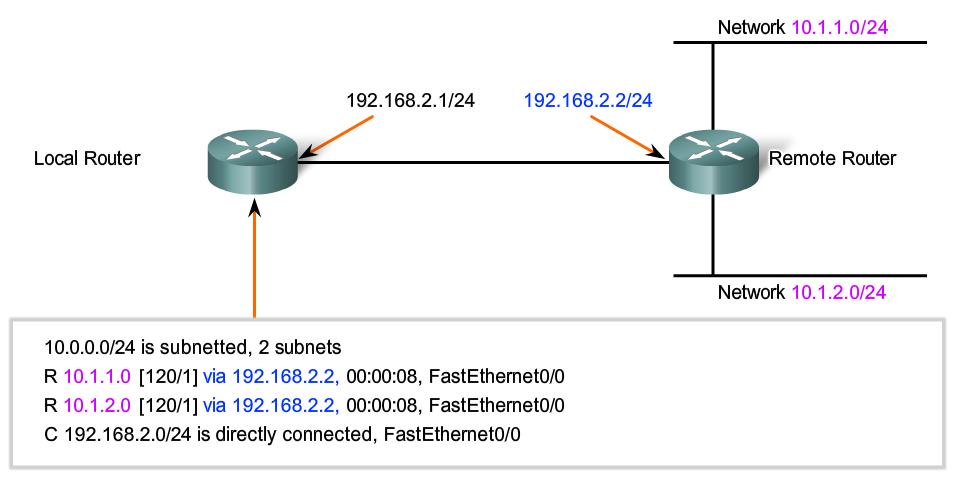 Network 10.1.1.0/24
192.168.2.1/24
192.168.2.2/24
Local Router
Remote Router
Network 10.1.2.0/24
10.0.0.0/24 is subnetted, 2 subnets
R 10.1.1.0 [120/1] via 192.168.2.2, 00:00:08, FastEthernet0/0
R 10.1.2.0 [120/1] via 192.168.2.2, 00:00:08, FastEthernet0/0
C 192.168.2.0/24 is directly connected, FastEthernet0/0